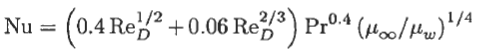 Nu = (0.4 Re_D^{1/2} + 0.06 Re_D^{2/3}) Pr^{0.4} (μ_∞/μ_w)^{1/4}